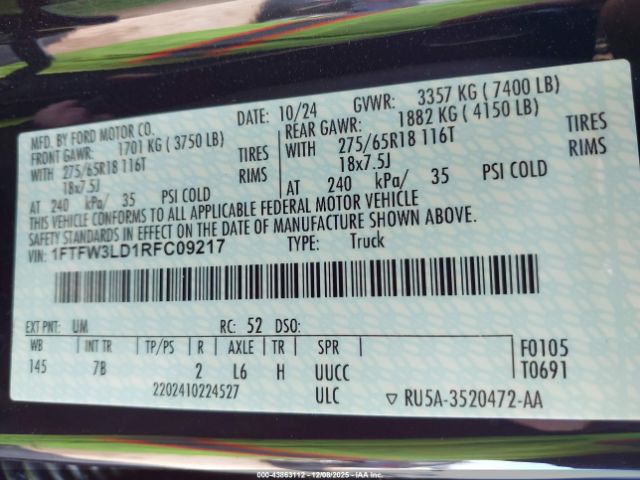 MFD. BY FORD MOTOR CO.
DATE: 10/24 GVWR: 3357 KG ( 7400 LB)
FRONT GAWR: 1701 KG ( 3750 LB)
WITH 275/65R18 116T TIRES
18x7.5J RIMS
AT 240 kPa/ 35 PSI COLD
REAR GAWR: 1882 KG ( 4150 LB)
WITH 275/65R18 116T TIRES
18x7.5J RIMS
AT 240 kPa/ 35 PSI COLD
THIS VEHICLE CONFORMS TO ALL APPLICABLE FEDERAL MOTOR VEHICLE
SAFETY STANDARDS IN EFFECT ON THE DATE OF MANUFACTURE SHOWN ABOVE.
VIN: 1FTFW3LD1RFC09217 TYPE: Truck
EXT PNT: UM RC: 52 DSO:
WB INT TR TP/PS R AXLE TR SPR
145 7B 2 L6 H UUCC
ULC
F0105
T0691
2202410224527
RU5A-3520472-AA
000-43863112 - 12/08/2025 - IAA Inc.